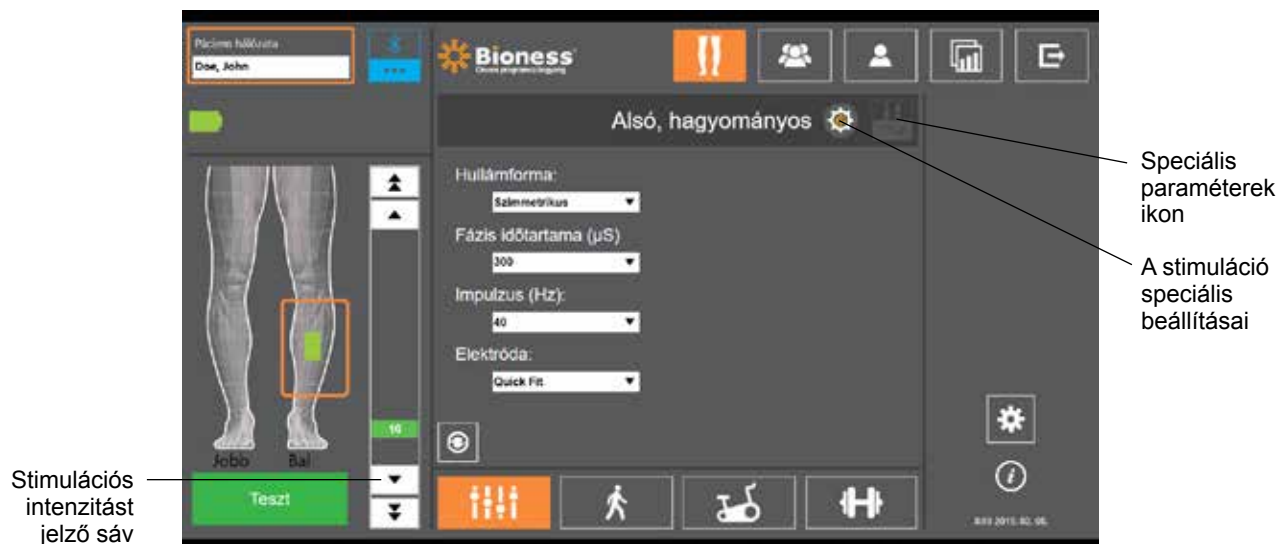 Páciens hálózata
Doe, John
Bioness
Alsó, hagyományos
Hullámforma:
Szimmetrikus
Fázis időtartama (µS)
300
Impulzus (Hz):
40
Elektróda:
Quick Fit
10
Jobb
Bal
Teszt
Speciális
paraméterek
ikon
A stimuláció
speciális
beállításai
Stimulációs
intenzitást
jelző sáv